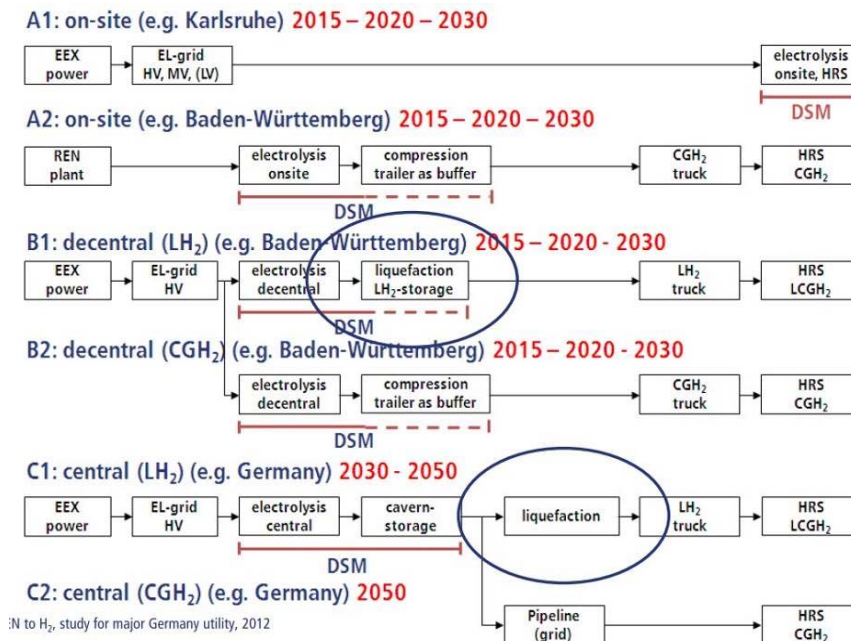 A1: on-site (e.g. Karlsruhe) 2015 – 2020 – 2030
EEX power
EL-grid HV, MV, (LV)
electrolysis onsite, HRS
DSM
A2: on-site (e.g. Baden-Württemberg) 2015 – 2020 – 2030
REN plant
electrolysis onsite
compression trailer as buffer
CGH₂ truck
HRS CGH₂
DSM
B1: decentral (LH₂) (e.g. Baden-Württemberg) 2015 – 2020 - 2030
EEX power
EL-grid HV
electrolysis decentral
liquefaction LH₂-storage
LH₂ truck
HRS LCGH₂
DSM
B2: decentral (CGH₂) (e.g. Baden-Württemberg) 2015 – 2020 - 2030
electrolysis decentral
compression trailer as buffer
CGH₂ truck
HRS CGH₂
DSM
C1: central (LH₂) (e.g. Germany) 2030 - 2050
EEX power
EL-grid HV
electrolysis central
cavern-storage
liquefaction
LH₂ truck
HRS LCGH₂
DSM
C2: central (CGH₂) (e.g. Germany) 2050
Pipeline (grid)
HRS CGH₂
EN to H₂, study for major Germany utility, 2012